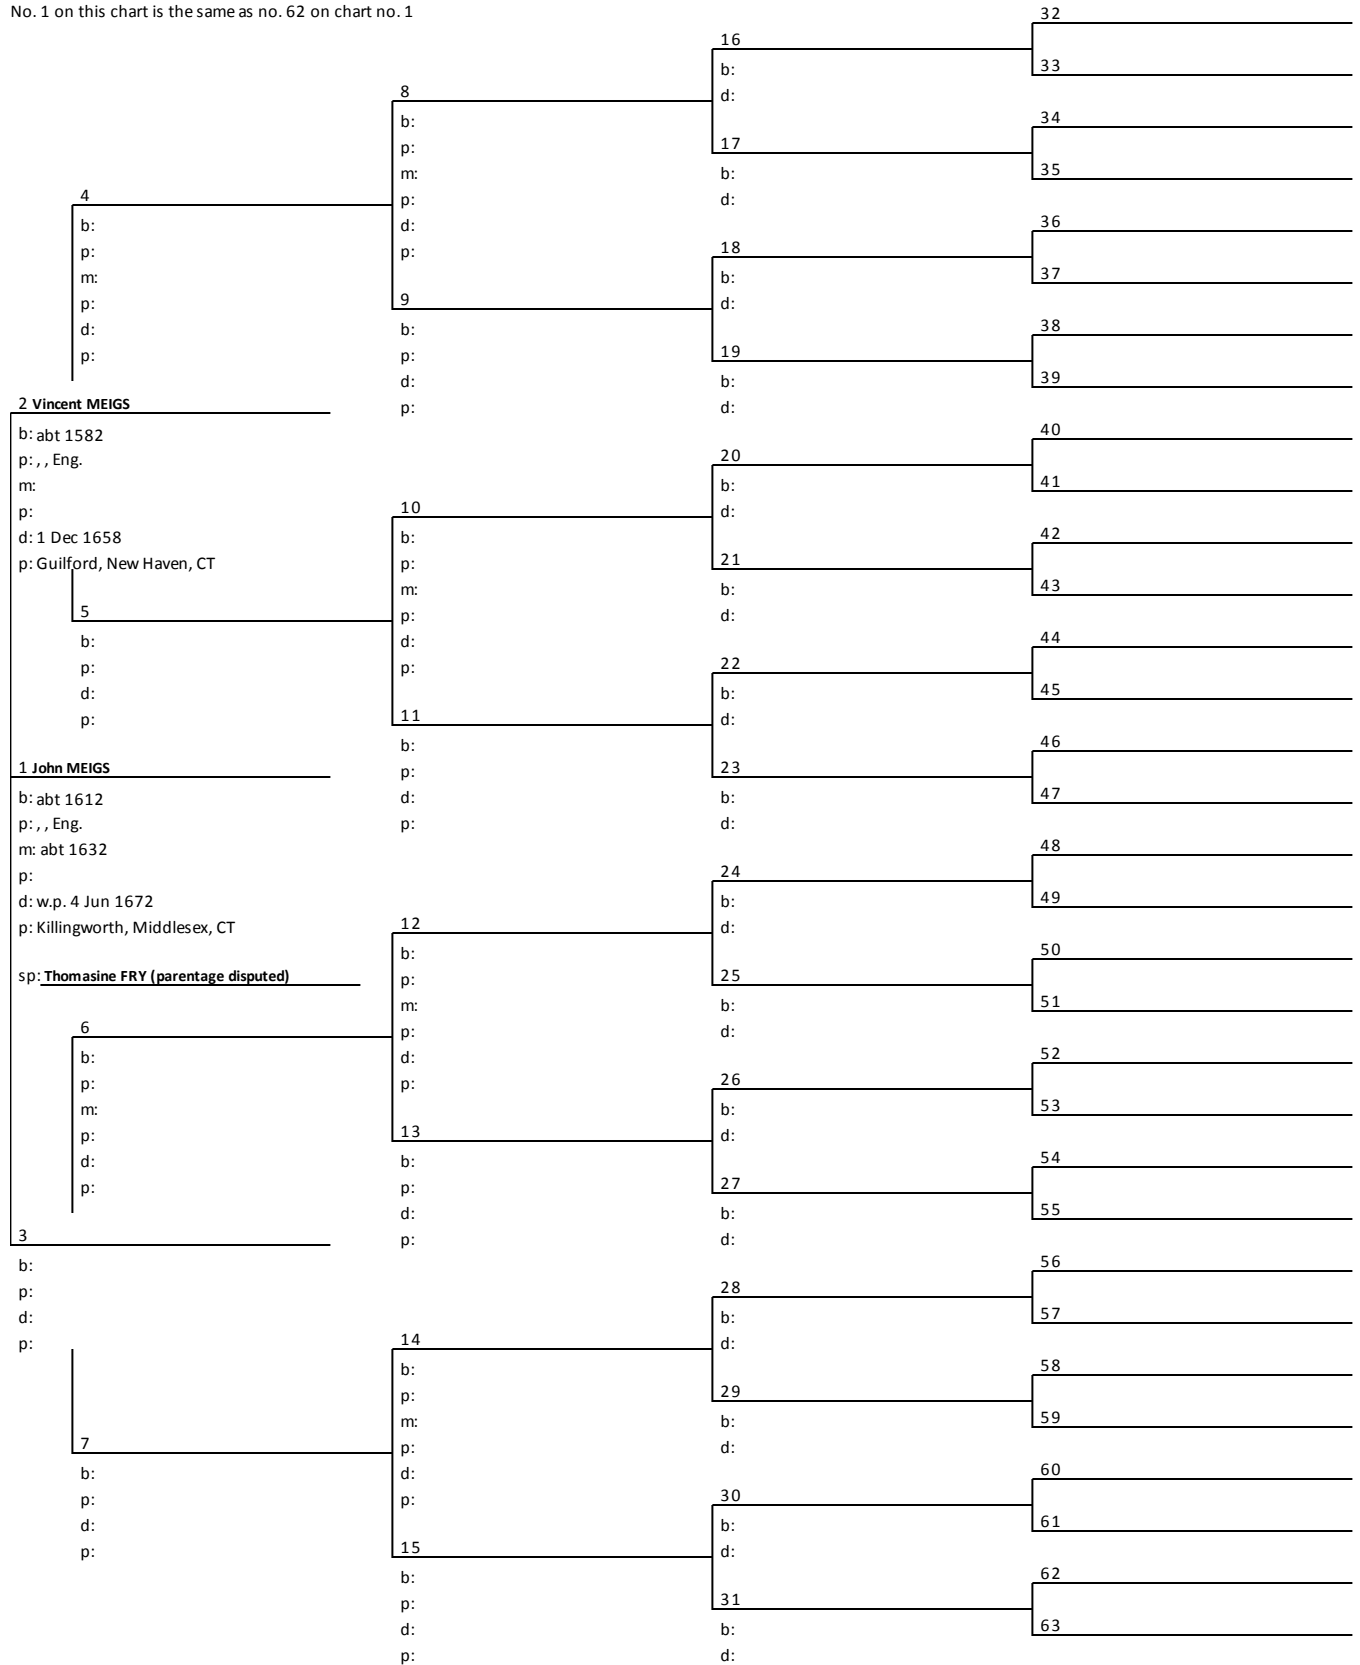 No. 1 on this chart is the same as no. 62 on chart no. 1
2 Vincent MEIGS
b: abt 1582
p: , , Eng.
m:
p:
d: 1 Dec 1658
p: Guilford, New Haven, CT
1 John MEIGS
b: abt 1612
p: , , Eng.
m: abt 1632
p:
d: w.p. 4 Jun 1672
p: Killingworth, Middlesex, CT
sp: Thomasine FRY (parentage disputed)
3
b:
p:
d:
p:
4
b:
p:
m:
p:
d:
p:
5
b:
p:
d:
p:
6
b:
p:
m:
p:
d:
p:
7
b:
p:
d:
p:
8
b:
p:
m:
p:
d:
p:
9
b:
p:
d:
p:
10
b:
p:
m:
p:
d:
p:
11
b:
p:
d:
p:
12
b:
p:
m:
p:
d:
p:
13
b:
p:
d:
p:
14
b:
p:
m:
p:
d:
p:
15
b:
p:
d:
p:
16
b:
d:
17
b:
d:
18
b:
d:
19
b:
d:
20
b:
d:
21
b:
d:
22
b:
d:
23
b:
d:
24
b:
d:
25
b:
d:
26
b:
d:
27
b:
d:
28
b:
d:
29
b:
d:
30
b:
d:
31
b:
d:
32
33
34
35
36
37
38
39
40
41
42
43
44
45
46
47
48
49
50
51
52
53
54
55
56
57
58
59
60
61
62
63